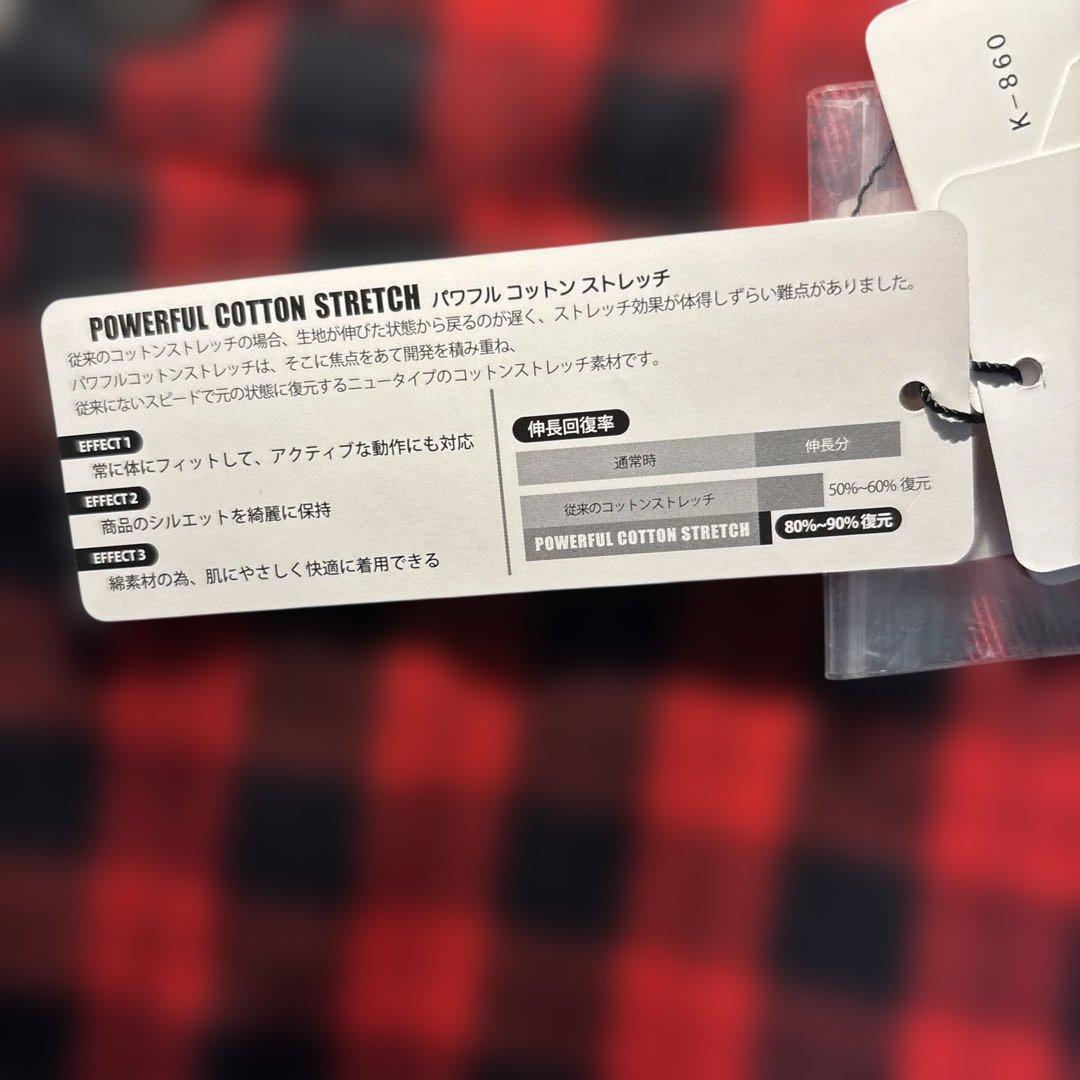 K-860
POWERFUL COTTON STRETCH パワフル コットン ストレッチ
従来のコットンストレッチの場合、生地が伸びた状態から戻るのが遅く、ストレッチ効果が体得しずらい難点がありました。
パワフルコットンストレッチは、そこに焦点をあて開発を積み重ね、
従来にないスピードで元の状態に復元するニュータイプのコットンストレッチ素材です。
EFFECT 1
常に体にフィットして、アクティブな動作にも対応
EFFECT 2
商品のシルエットを綺麗に保持
EFFECT 3
綿素材の為、肌にやさしく快適に着用できる
伸長回復率
通常時 伸長分
従来のコットンストレッチ 50%~60% 復元
POWERFUL COTTON STRETCH 80%~90% 復元